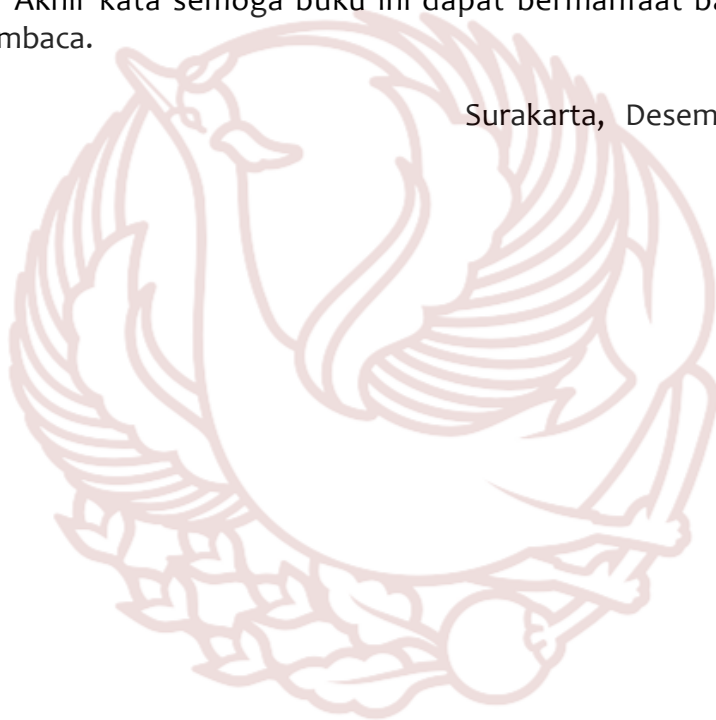 Akhir kata semoga buku ini dapat bermanfaat ba
mbaca.
Surakarta, Desem